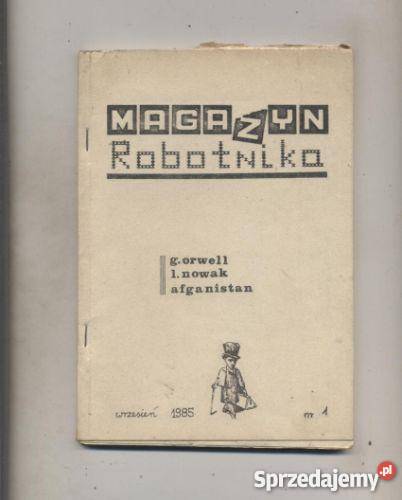 MAGAZYN
Robotnika
g.orwell
l.nowak
afganistan
wrzesień 1985 nr 1
Sprzedajemy.pl